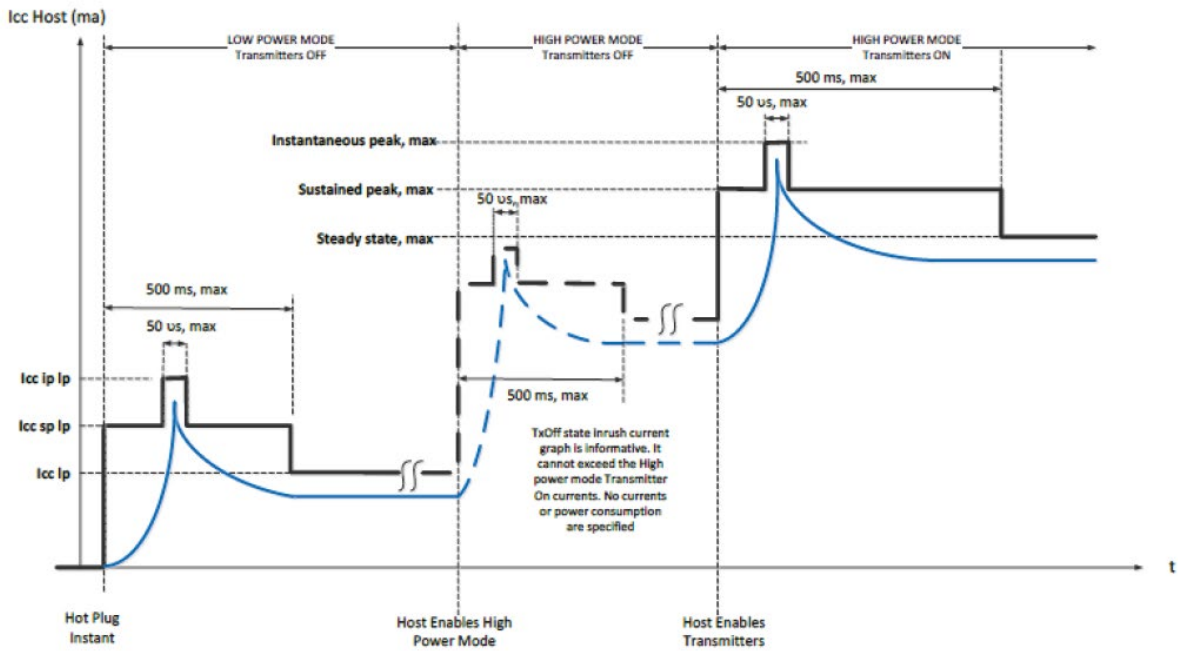 Icc Host (ma)
LOW POWER MODE
Transmitters OFF
HIGH POWER MODE
Transmitters OFF
HIGH POWER MODE
Transmitters ON
500 ms, max
50 υs, max
Instantaneous peak, max
Sustained peak, max
50 υs, max
Steady state, max
500 ms, max
50 υs, max
Icc ip lp
500 ms, max
Icc sp lp
TxOff state inrush current
graph is informative. It
cannot exceed the High
power mode Transmitter
On currents. No currents
or power consumption
are specified
Icc lp
t
Hot Plug
Instant
Host Enables High
Power Mode
Host Enables
Transmitters